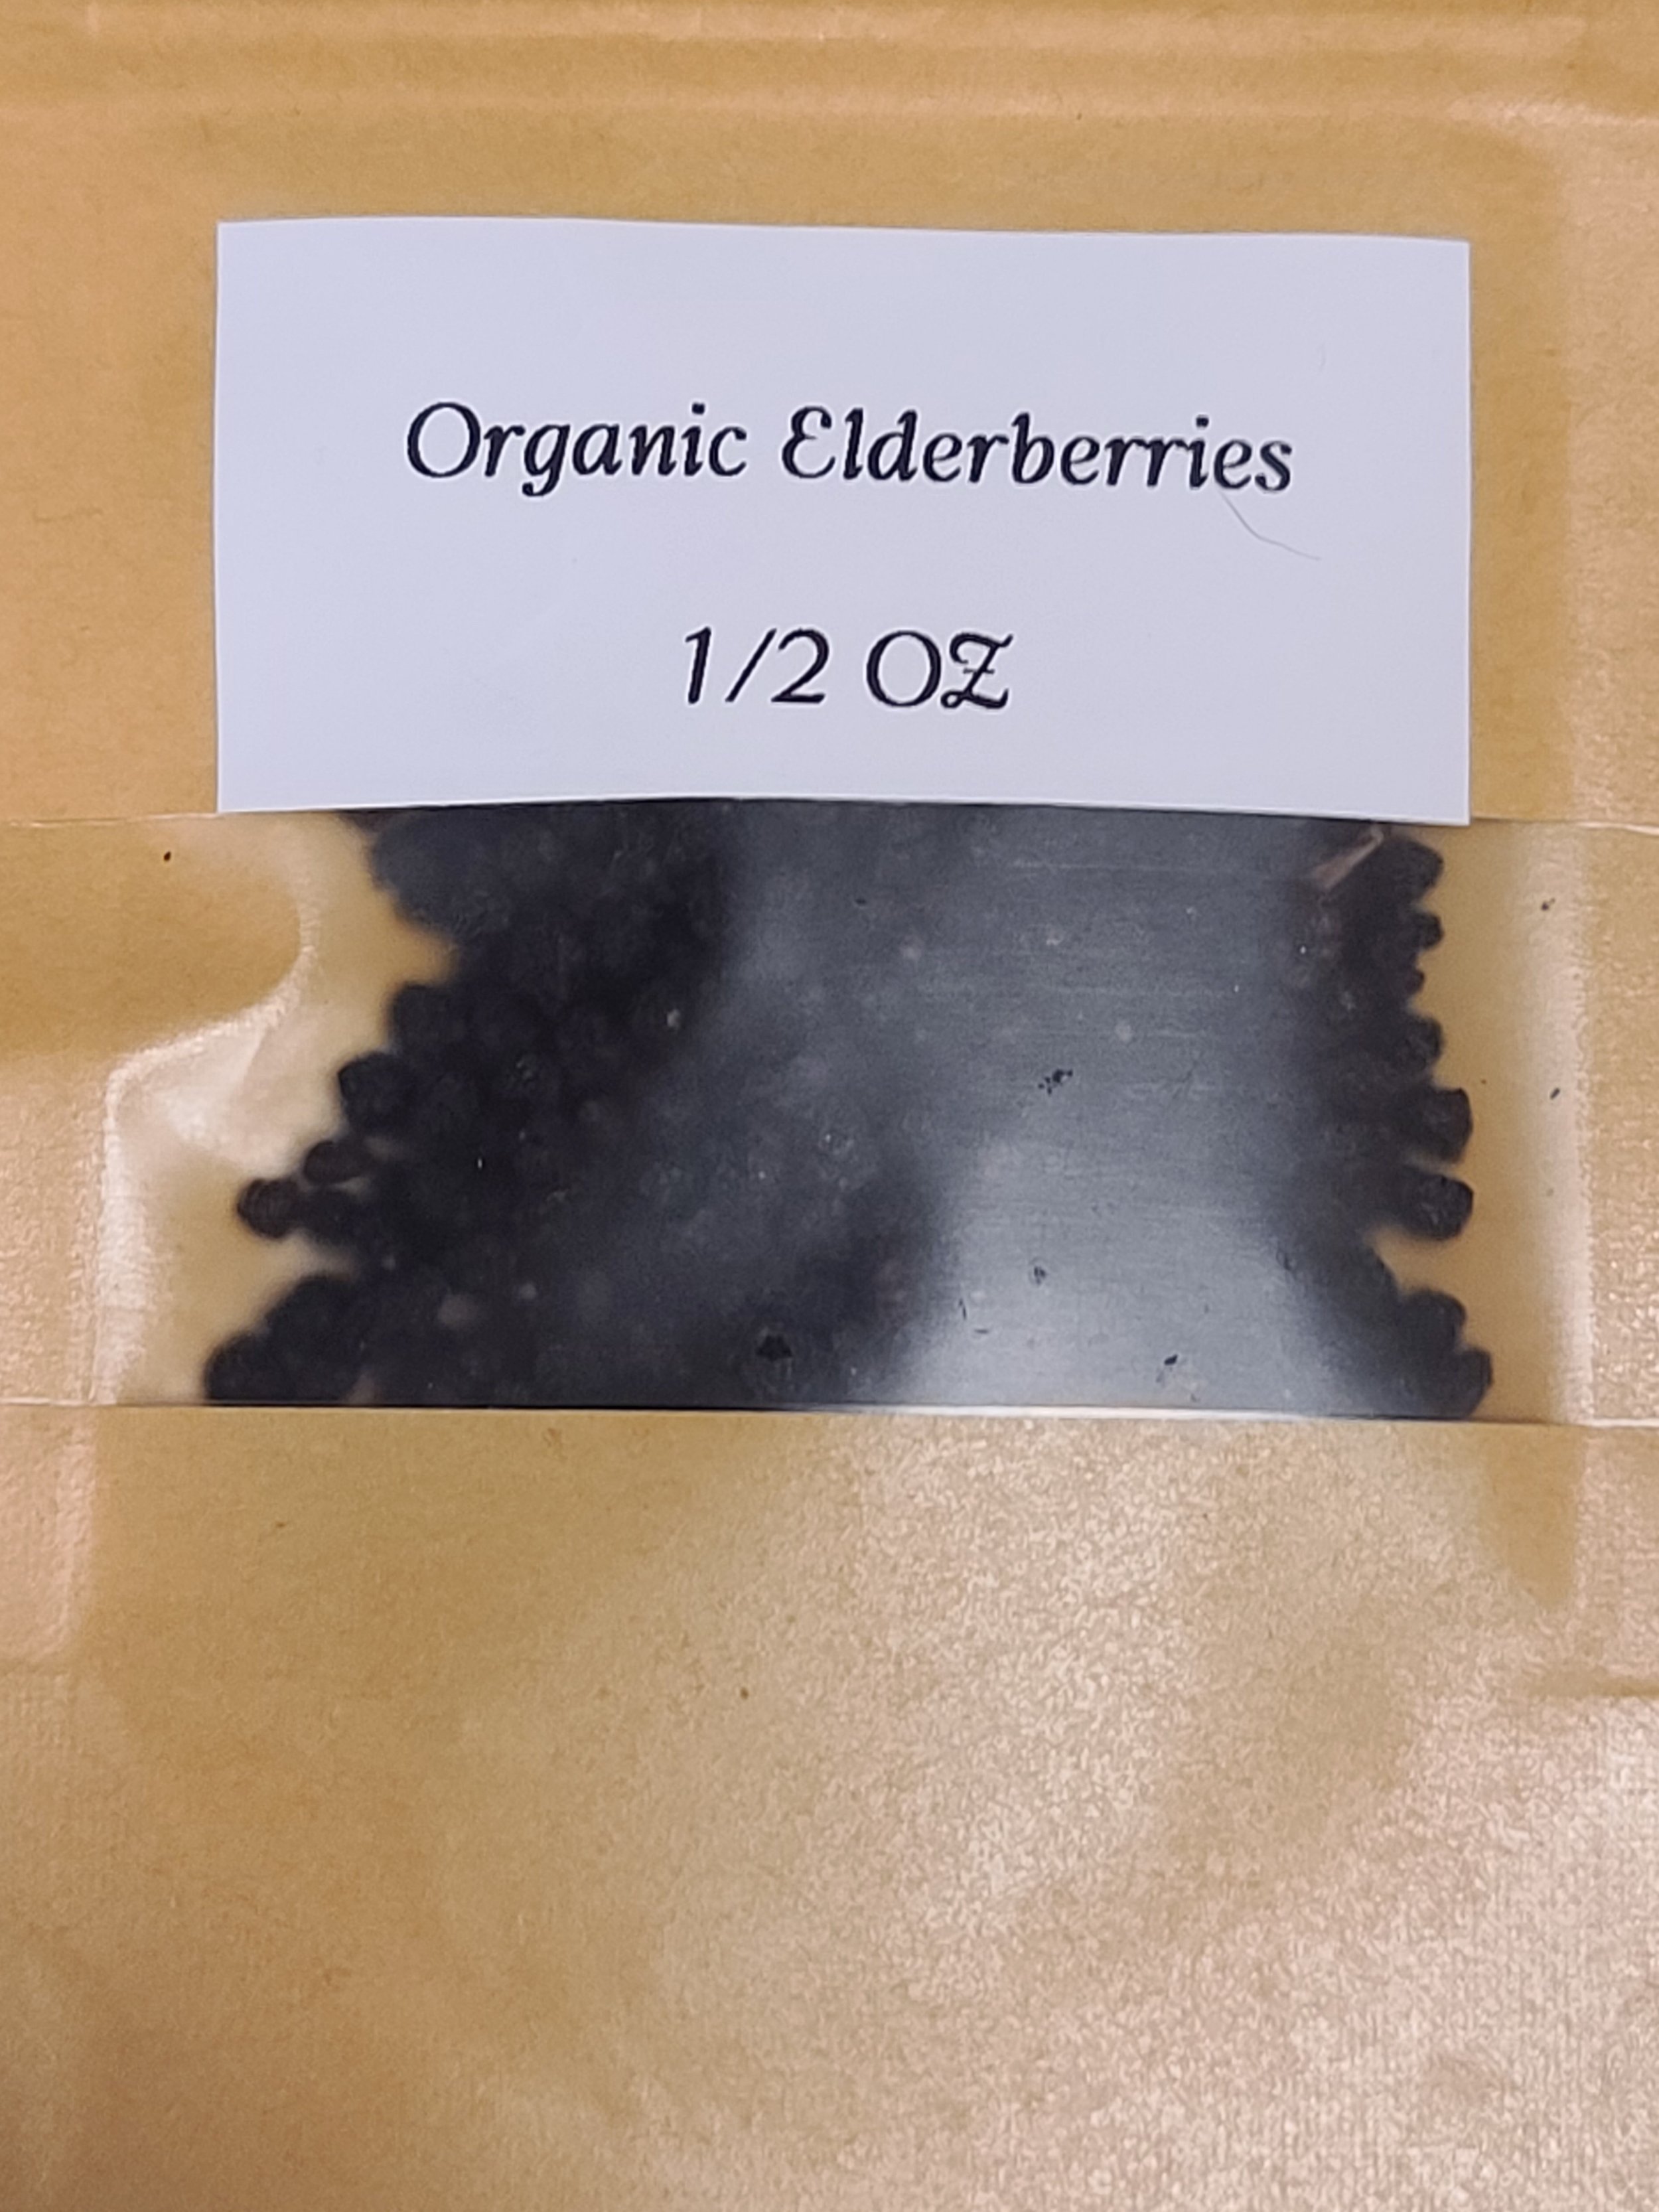 Organic Elderberries
1/2 OZ